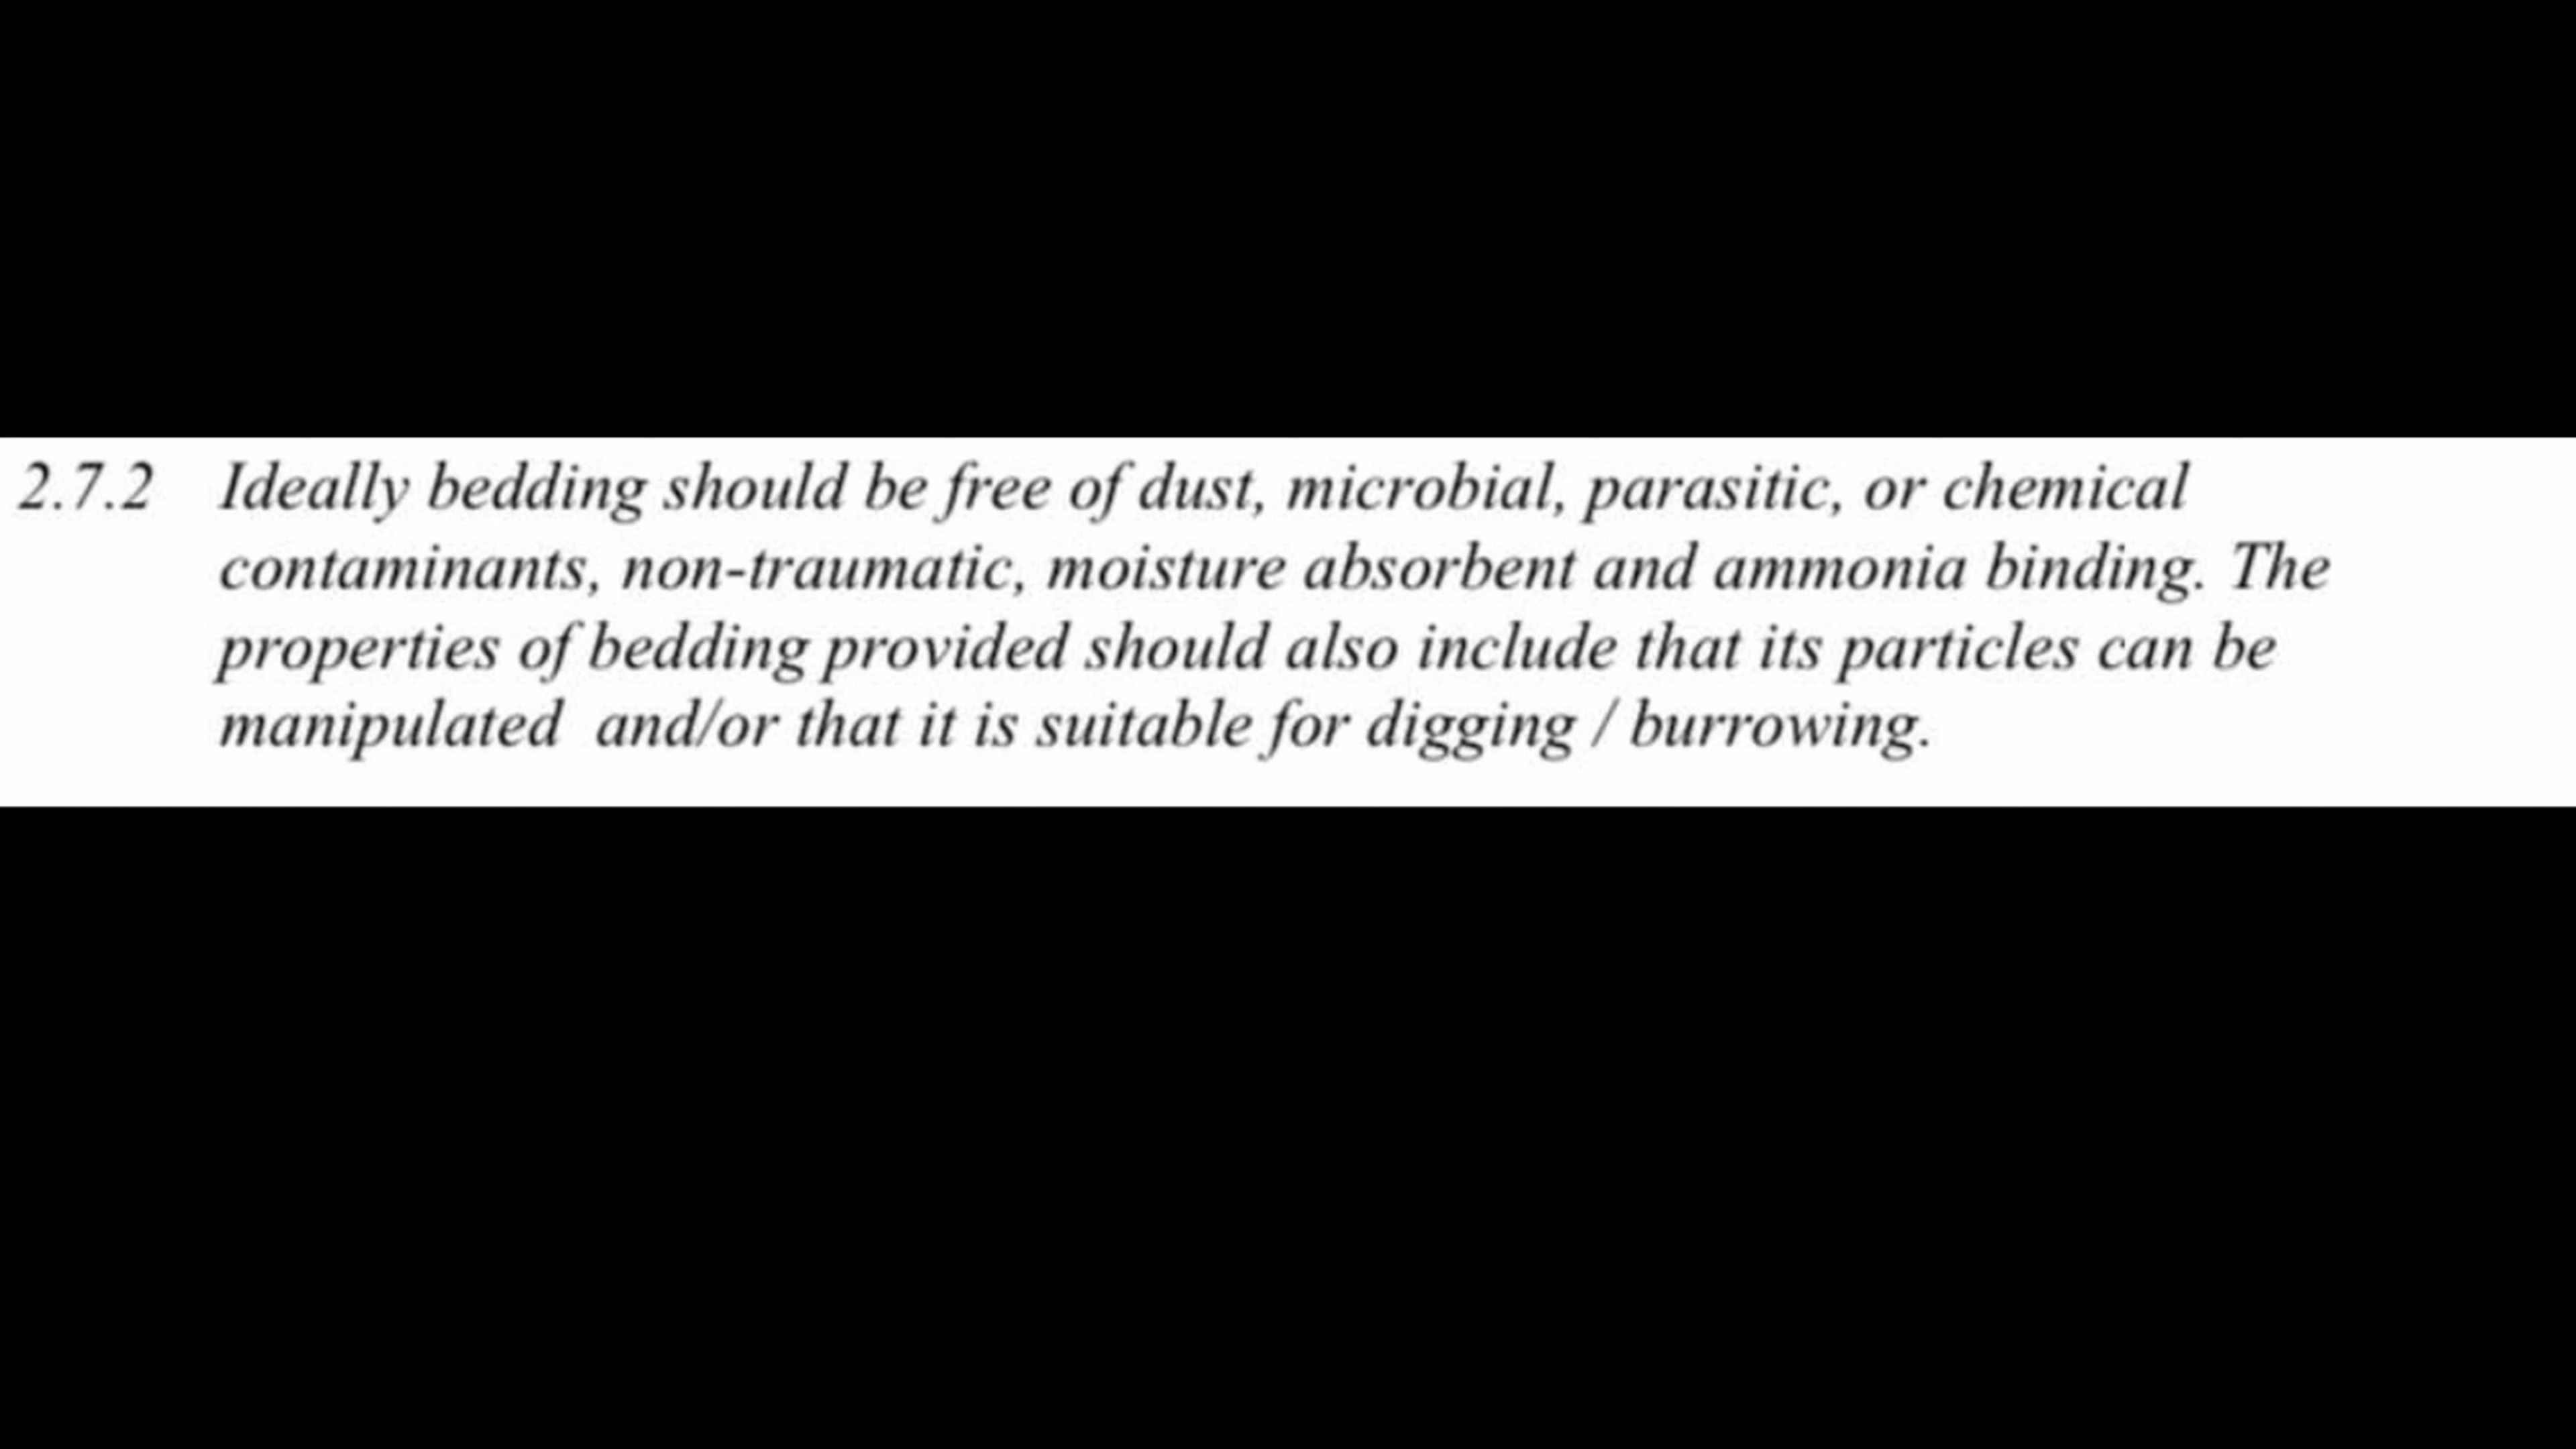 2.7.2 Ideally bedding should be free of dust, microbial, parasitic, or chemical
contaminants, non-traumatic, moisture absorbent and ammonia binding. The
properties of bedding provided should also include that its particles can be
manipulated  and/or that it is suitable for digging / burrowing.